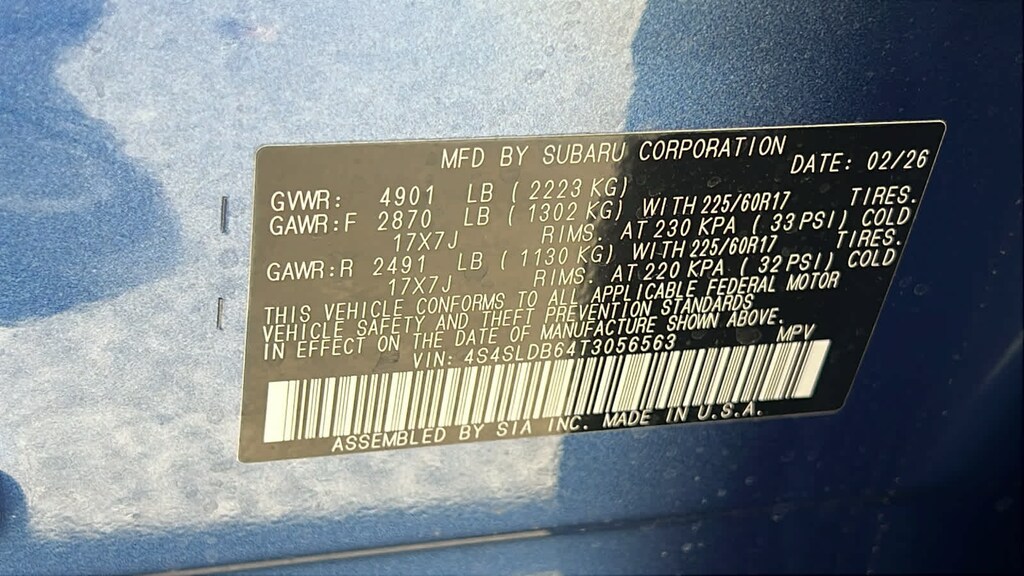 MFD BY SUBARU CORPORATION DATE: 02/26
GVWR: 4901 LB ( 2223 KG)
GAWR:F 2870 LB ( 1302 KG) WITH 225/60R17 TIRES.
17X7J RIMS. AT 230 KPA ( 33 PSI) COLD
GAWR:R 2491 LB ( 1130 KG) WITH 225/60R17 TIRES.
17X7J RIMS. AT 220 KPA ( 32 PSI) COLD
THIS VEHICLE CONFORMS TO ALL APPLICABLE FEDERAL MOTOR
VEHICLE SAFETY AND THEFT PREVENTION STANDARDS
IN EFFECT ON THE DATE OF MANUFACTURE SHOWN ABOVE.
VIN: 4S4SLDB64T3056563 MPV
ASSEMBLED BY SIA INC. MADE IN U.S.A.